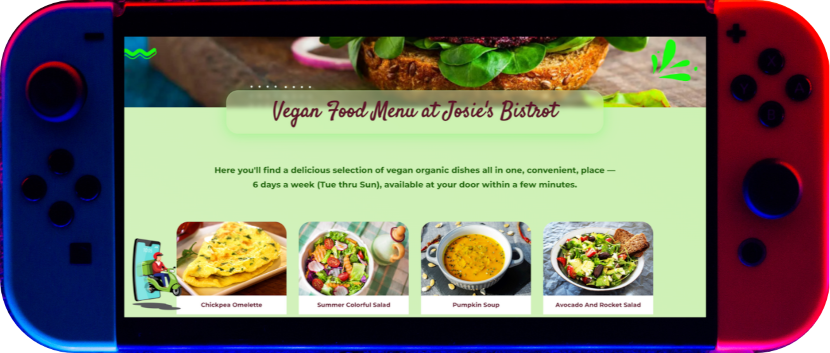 Vegan Food Menu at Josie's Bistrot
Here you'll find a delicious selection of vegan organic dishes all in one, convenient, place —
6 days a week (Tue thru Sun), available at your door within a few minutes.
Chickpea Omelette
Summer Colorful Salad
Pumpkin Soup
Avocado And Rocket Salad